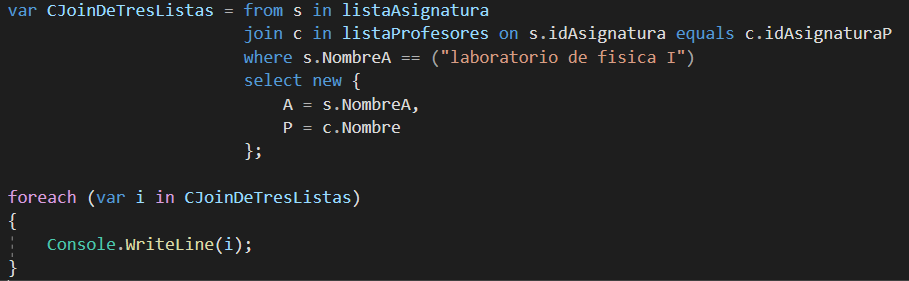 var CJoinDeTresListas = from s in listaAsignatura
join c in listaProfesores on s.idAsignatura equals c.idAsignaturaP
where s.NombreA == ("laboratorio de fisica I")
select new {
A = s.NombreA,
P = c.Nombre
};
foreach (var i in CJoinDeTresListas)
{
Console.WriteLine(i);
}